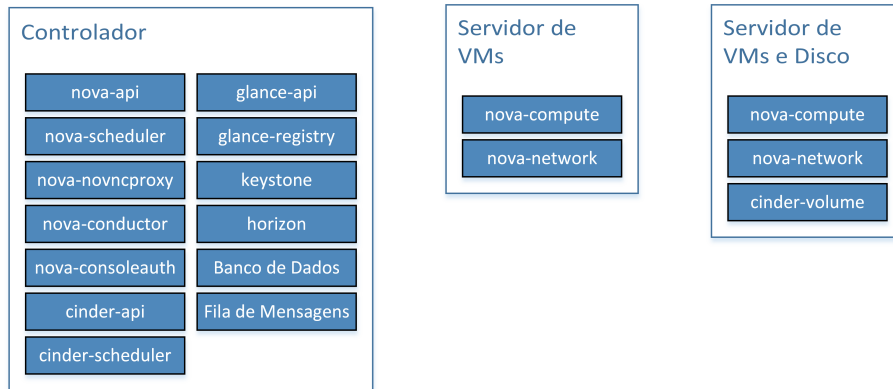 Controlador
nova-api
nova-scheduler
nova-novncproxy
nova-conductor
nova-consoleauth
cinder-api
cinder-scheduler
glance-api
glance-registry
keystone
horizon
Banco de Dados
Fila de Mensagens
Servidor de
VMs
nova-compute
nova-network
Servidor de
VMs e Disco
nova-compute
nova-network
cinder-volume